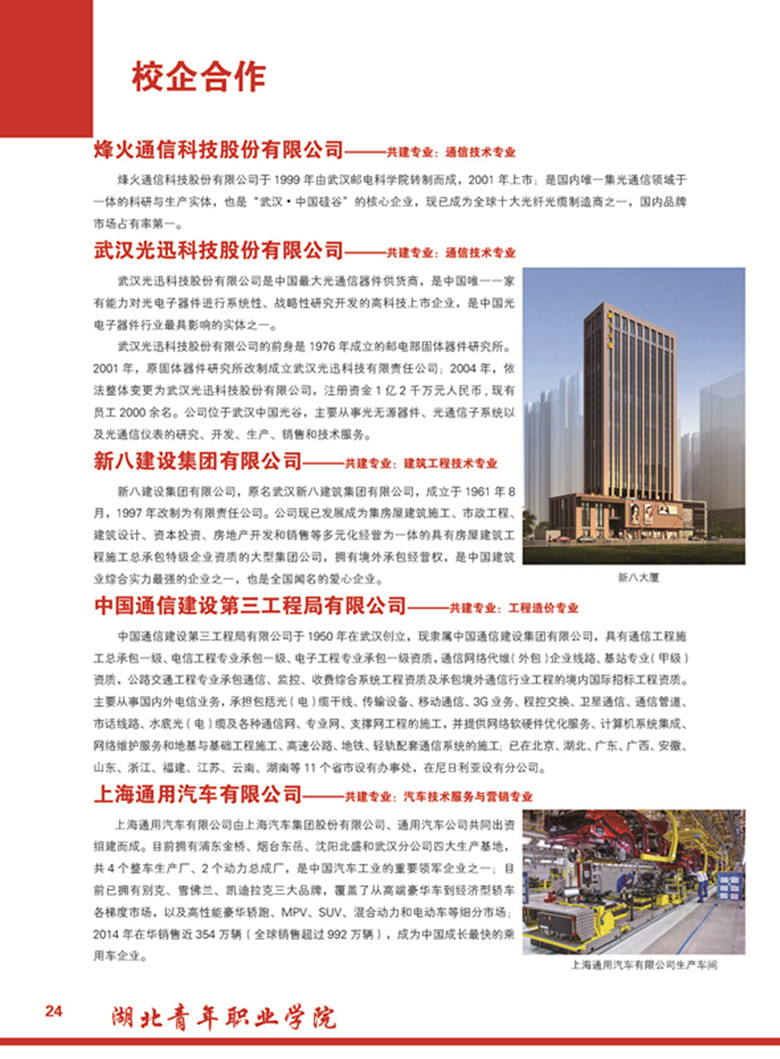 校企合作
烽火通信科技股份有限公司——共建专业：通信技术专业
烽火通信科技股份有限公司于 1999 年由武汉邮电科学院转制而成，2001 年上市；是国内唯一集光通信领域于
一体的科研与生产实体，也是“武汉·中国硅谷”的核心企业，现已成为全球十大光纤光缆制造商之一，国内品牌
市场占有率第一。
武汉光迅科技股份有限公司——共建专业：通信技术专业
武汉光迅科技股份有限公司是中国最大光通信器件供货商，是中国唯一一家
有能力对光电子器件进行系统性、战略性研究开发的高科技上市企业，是中国光
电子器件行业最具影响的实体之一。
武汉光迅科技股份有限公司的前身是 1976 年成立的邮电部固体器件研究所。
2001 年，原固体器件研究所改制成立武汉光迅科技有限责任公司；2004 年，依
法整体变更为武汉光迅科技股份有限公司，注册资金 1 亿 2 千万元人民币，现有
员工 2000 余名。公司位于武汉中国光谷，主要从事光无源器件、光通信子系统以
及光通信仪表的研究、开发、生产、销售和技术服务。
新八建设集团有限公司——共建专业：建筑工程技术专业
新八建设集团有限公司，原名武汉新八建筑集团有限公司，成立于 1961 年 8
月，1997 年改制为有限责任公司。公司现已发展成为集房屋建筑施工、市政工程、
建筑设计、资本投资、房地产开发和销售等多元化经营为一体的具有房屋建筑工
程施工总承包特级企业资质的大型集团公司，拥有境外承包经营权，是中国建筑
业综合实力最强的企业之一，也是全国闻名的爱心企业。
新八大厦
中国通信建设第三工程局有限公司——共建专业：工程造价专业
中国通信建设第三工程局有限公司于 1950 年在武汉创立，现隶属中国通信建设集团有限公司，具有通信工程施
工总承包一级、电信工程专业承包一级、电子工程专业承包一级资质，通信网络代维（外包）企业线路、基站专业（甲级）
资质，公路交通工程专业承包通信、监控、收费综合系统工程资质及承包境外通信行业工程的境内国际招标工程资质。
主要从事国内外电信业务，承担包括光（电）缆干线、传输设备、移动通信、3G 业务、程控交换、卫星通信、通信管道、
市话线路、水底光（电）缆及各种通信网、专业网、支撑网工程的施工，并提供网络软硬件优化服务、计算机系统集成、
网络维护服务和地基与基础工程施工、高速公路、地铁、轻轨配套通信系统的施工；已在北京、湖北、广东、广西、安徽、
山东、浙江、福建、江苏、云南、湖南等 11 个省市设有办事处，在尼日利亚设有分公司。
上海通用汽车有限公司——共建专业：汽车技术服务与营销专业
上海通用汽车有限公司由上海汽车集团股份有限公司、通用汽车公司共同出资
组建而成。目前拥有浦东金桥、烟台东岳、沈阳北盛和武汉分公司四大生产基地，
共 4 个整车生产厂、2 个动力总成厂，是中国汽车工业的重要领军企业之一；目
前已拥有别克、雪佛兰、凯迪拉克三大品牌，覆盖了从高端豪华车到经济型轿车
各梯度市场，以及高性能豪华轿跑、MPV、SUV、混合动力和电动车等细分市场；
2014 年在华销售近 354 万辆（全球销售超过 992 万辆），成为中国成长最快的乘
用车企业。
上海通用汽车有限公司生产车间
24
湖北青年职业学院